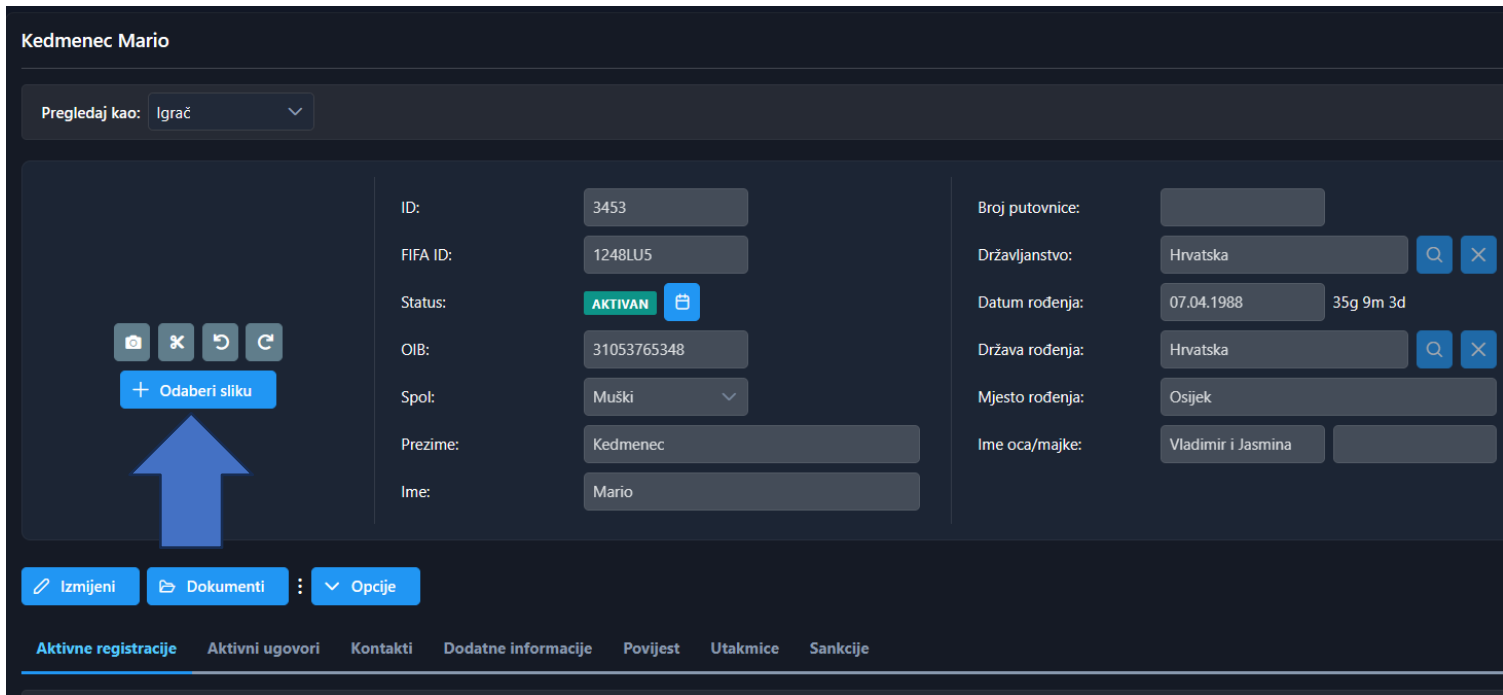 Kedmenec Mario
Pregledaj kao: Igrač
ID: 3453
FIFA ID: 1248LU5
Status: AKTIVAN
OIB: 31053765348
Spol: Muški
Prezime: Kedmenec
Ime: Mario
Broj putovnice:
Državljanstvo: Hrvatska
Datum rođenja: 07.04.1988 35g 9m 3d
Država rođenja: Hrvatska
Mjesto rođenja: Osijek
Ime oca/majke: Vladimir i Jasmina
Odaberi sliku
Izmijeni Dokumenti Opcije
Aktivne registracije Aktivni ugovori Kontakti Dodatne informacije Povijest Utakmice Sankcije